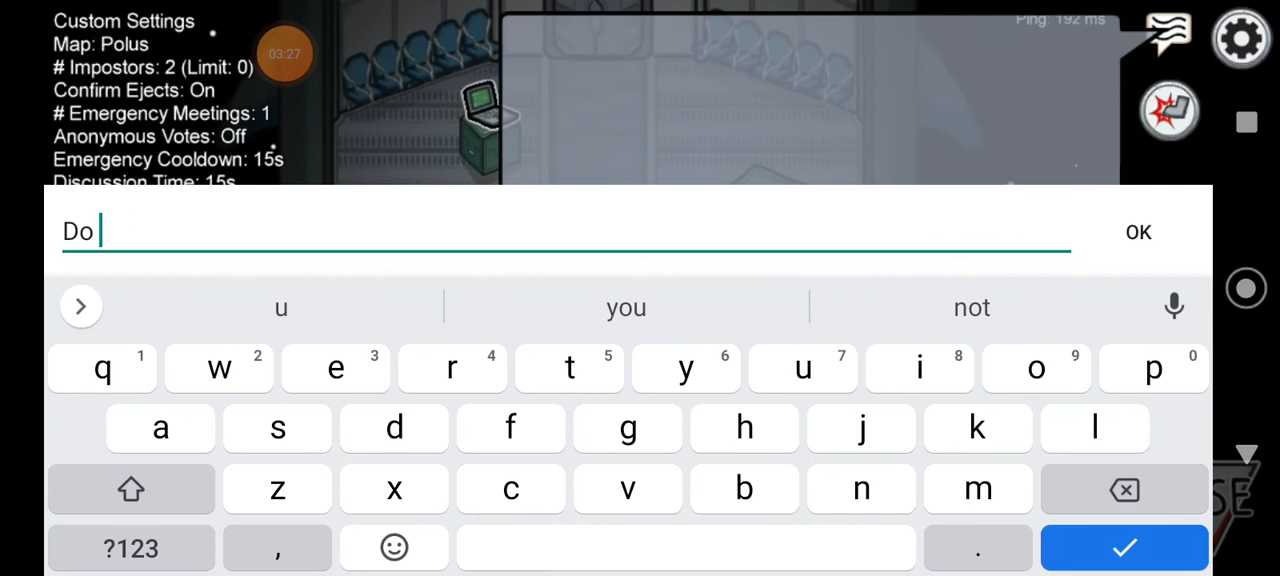 Custom Settings
Map: Polus
# Impostors: 2 (Limit: 0)
Confirm Ejects: On
# Emergency Meetings: 1
Anonymous Votes: Off
Emergency Cooldown: 15s
Discussion Time: 15s
03:27
Ping: 192 ms
Do
OK
u you not
q 1 w 2 e 3 r 4 t 5 y 6 u 7 i 8 o 9 p 0
a s d f g h j k l
z x c v b n m
?123 , .
SE